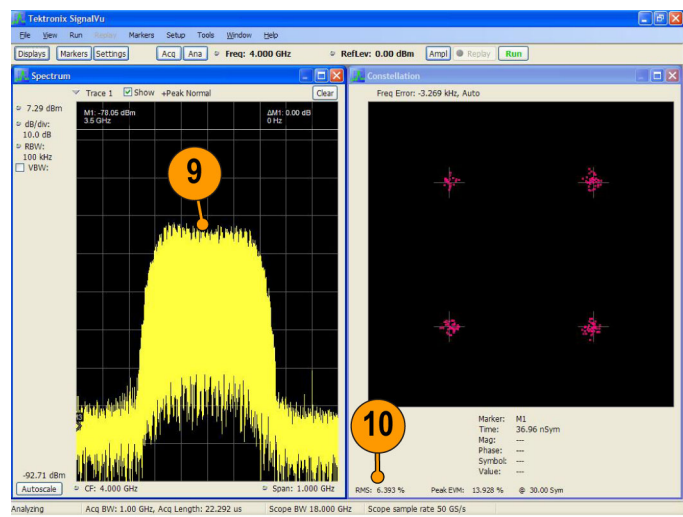 Tektronix SignalVu
File View Run Replay Markers Setup Tools Window Help
Displays Markers Settings Acq Ana Freq: 4.000 GHz RefLev: 0.00 dBm Ampl Replay Run
Spectrum
Trace 1 Show +Peak Normal Clear
7.29 dBm
dB/div:
10.0 dB
RBW:
100 kHz
VBW:
M1: -78.05 dBm
3.5 GHz
ΔM1: 0.00 dB
0 Hz
9
-92.71 dBm
Autoscale CF: 4.000 GHz Span: 1.000 GHz
Constellation
Freq Error: -3.269 kHz, Auto
10
Marker: M1
Time: 36.96 nSym
Mag: ---
Phase: ---
Symbol: ---
Value: ---
RMS: 6.393 % Peak EVM: 13.928 % @ 30.00 Sym
Analyzing Acq BW: 1.00 GHz, Acq Length: 22.292 us Scope BW 18.000 GHz Scope sample rate 50 GS/s